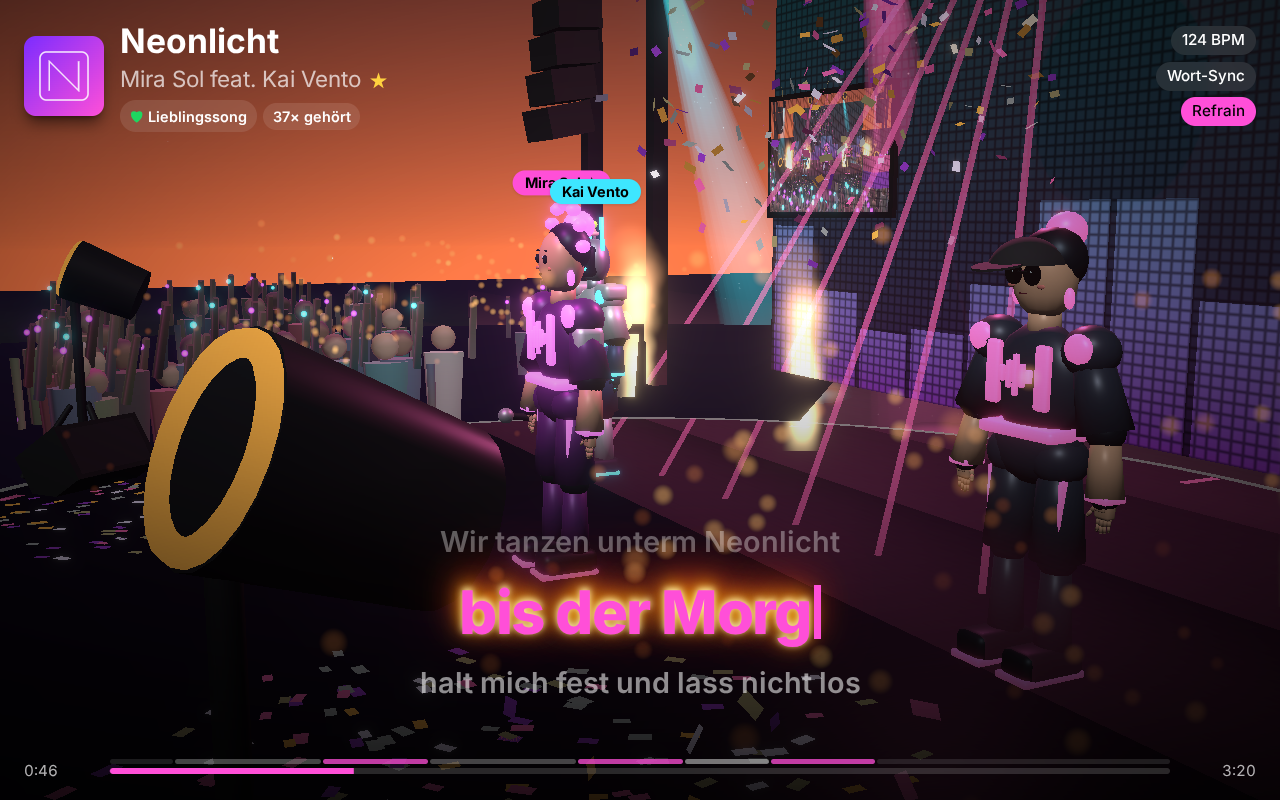 Neonlicht
Mira Sol feat. Kai Vento
Lieblingssong
37× gehört
124 BPM
Wort-Sync
Refrain
Kai Vento
Wir tanzen unterm Neonlicht
bis der Morg
halt mich fest und lass nicht los
0:46
3:20